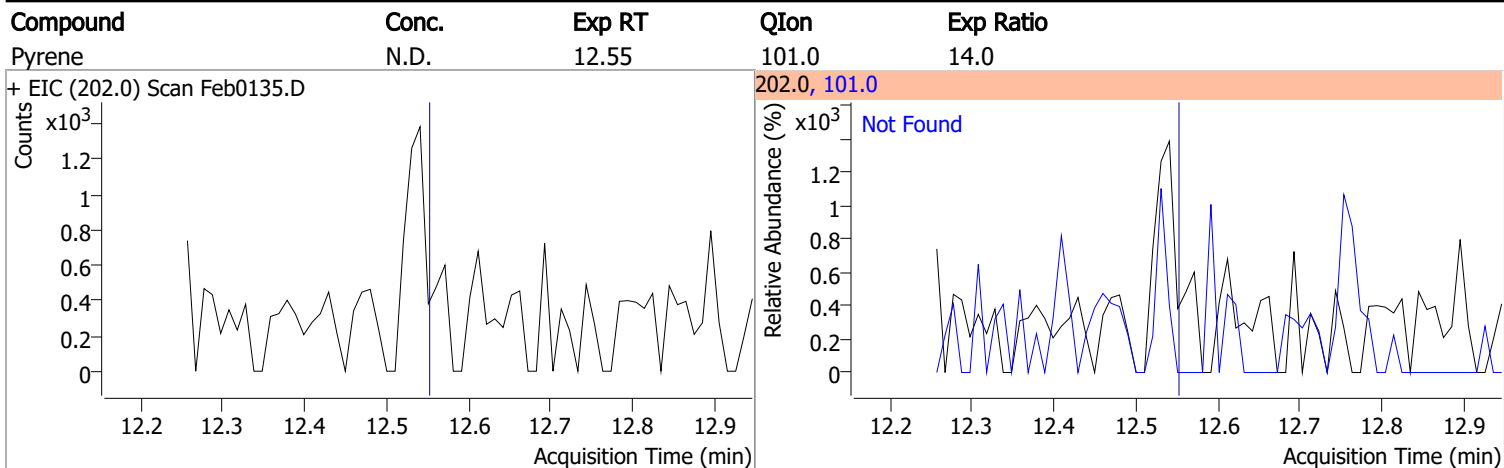 Compound Conc. Exp RT QIon Exp Ratio
Pyrene N.D. 12.55 101.0 14.0
+ EIC (202.0) Scan Feb0135.D
Counts
x10³
1.2
1
0.8
0.6
0.4
0.2
0
12.2 12.3 12.4 12.5 12.6 12.7 12.8 12.9
Acquisition Time (min)
202.0, 101.0
Relative Abundance (%)
x10³
Not Found
1.2
1
0.8
0.6
0.4
0.2
0
12.2 12.3 12.4 12.5 12.6 12.7 12.8 12.9
Acquisition Time (min)